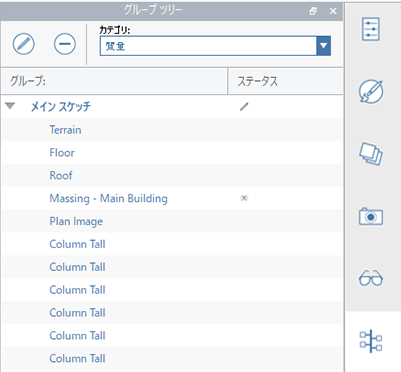 グループ ツリー
カテゴリ:
質量
グループ:
ステータス
メイン スケッチ
Terrain
Floor
Roof
Massing - Main Building
Plan Image
Column Tall
Column Tall
Column Tall
Column Tall
Column Tall
Column Tall